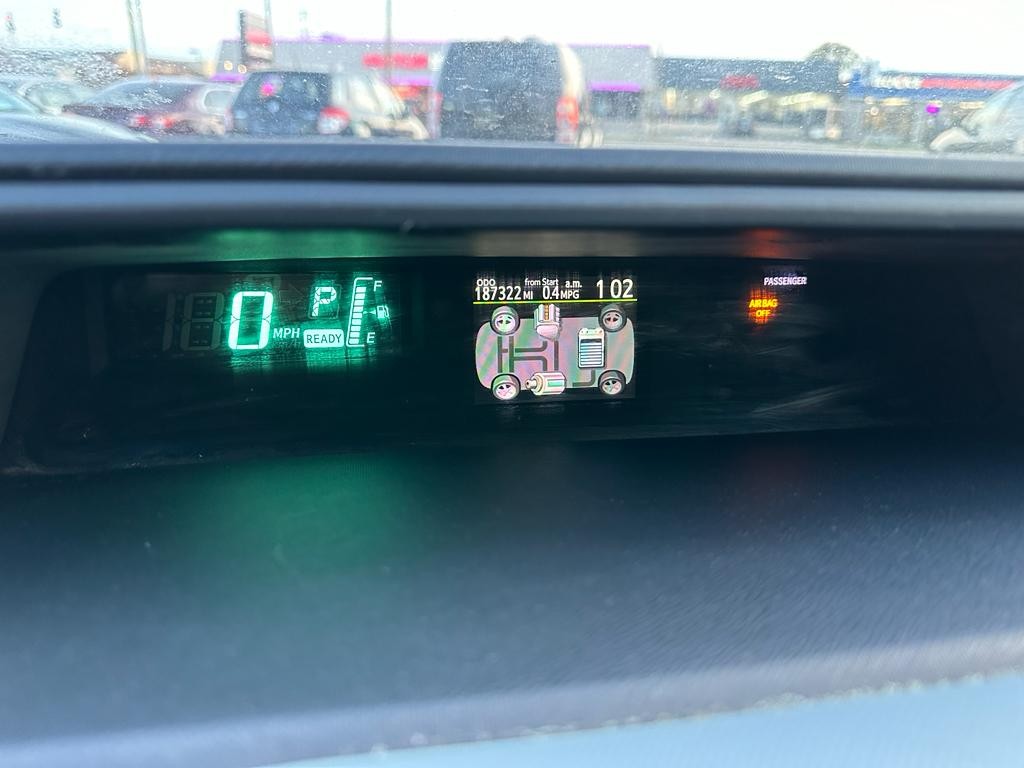 0 MPH
P
READY
F
E
ODO from Start a.m. 1 02
187322 MI 0.4 MPG
PASSENGER
AIR BAG
OFF